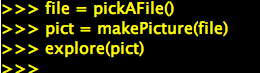 >>> file = pickAFile()
>>> pict = makePicture(file)
>>> explore(pict)
>>>